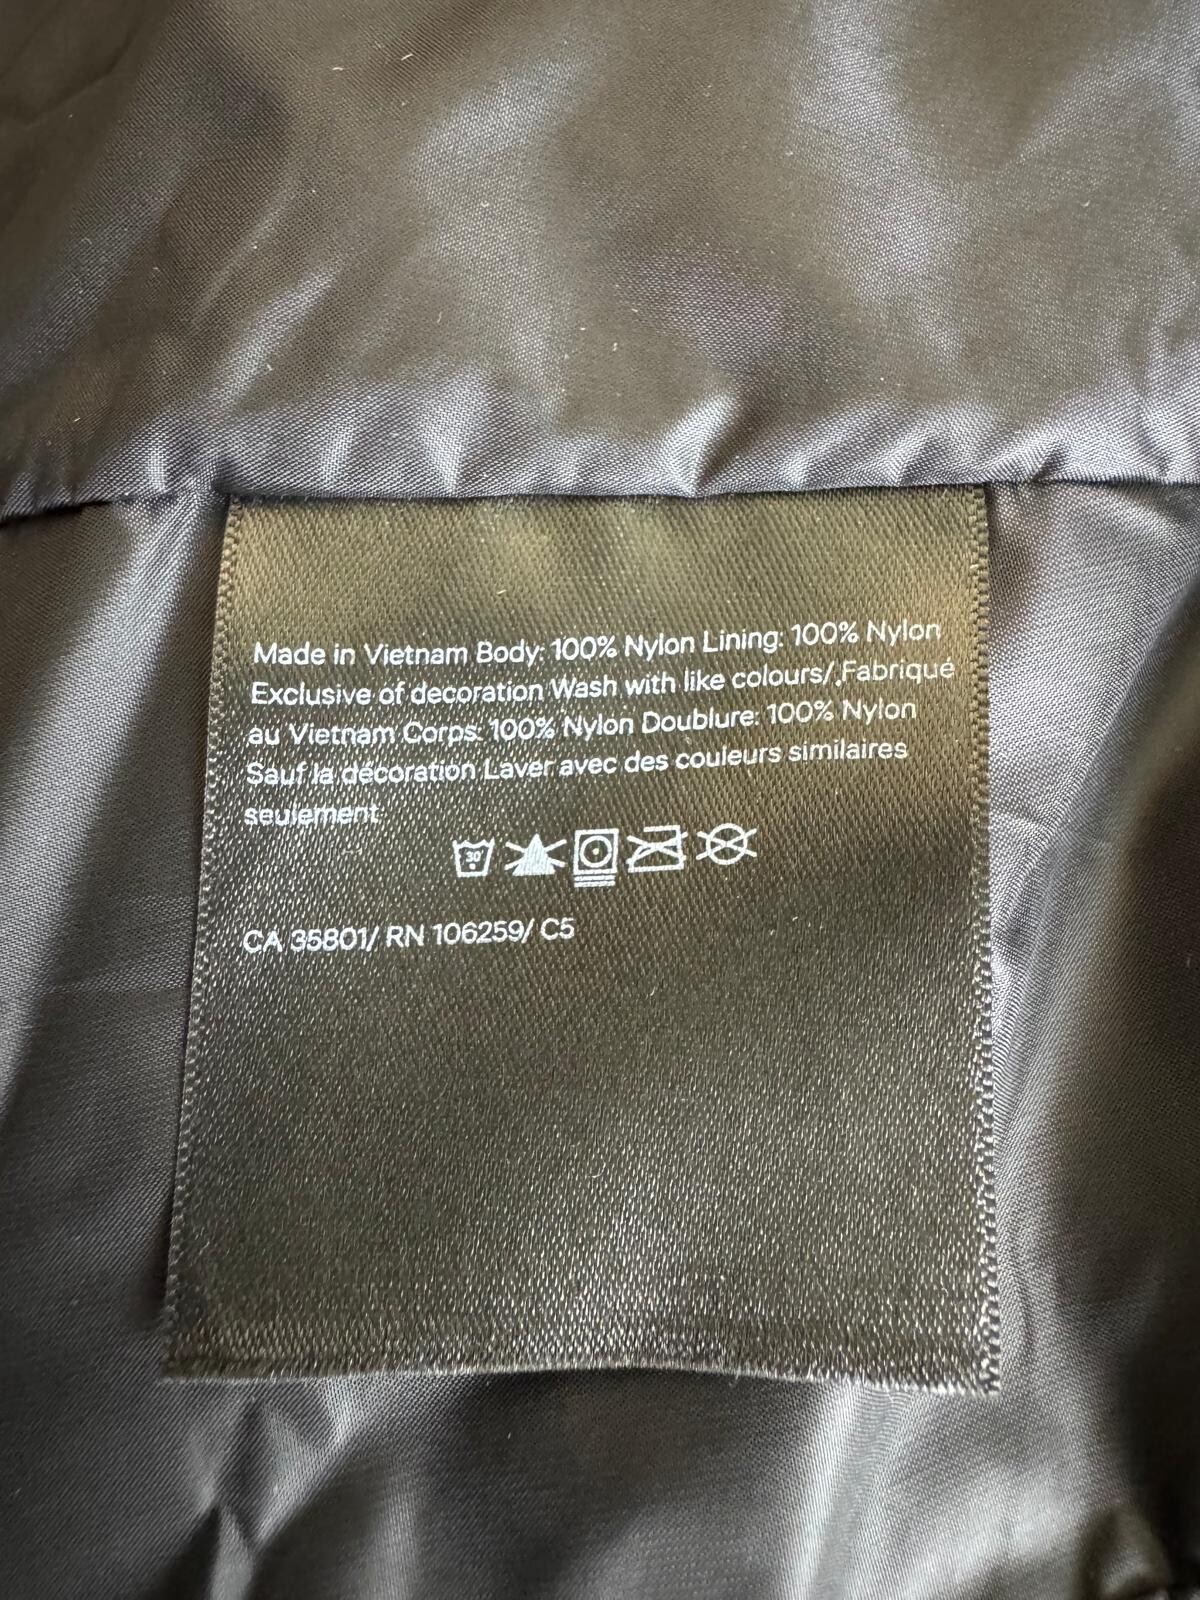 Made in Vietnam Body: 100% Nylon Lining: 100% Nylon
Exclusive of decoration Wash with like colours/ Fabriqué
au Vietnam Corps: 100% Nylon Doublure: 100% Nylon
Sauf la décoration Laver avec des couleurs similaires
seulement
30°
CA 35801/ RN 106259/ C5